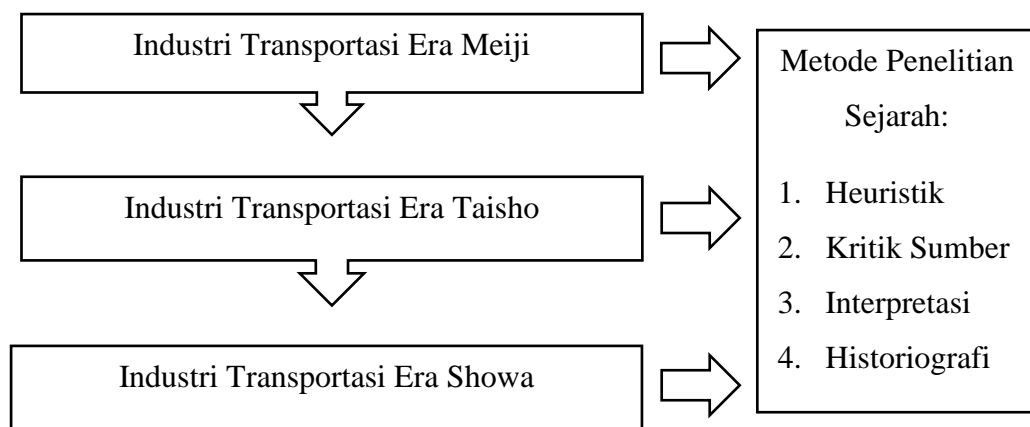 Industri Transportasi Era Meiji
Metode Penelitian
Sejarah:
1. Heuristik
2. Kritik Sumber
3. Interpretasi
4. Historiografi
Industri Transportasi Era Taisho
Industri Transportasi Era Showa